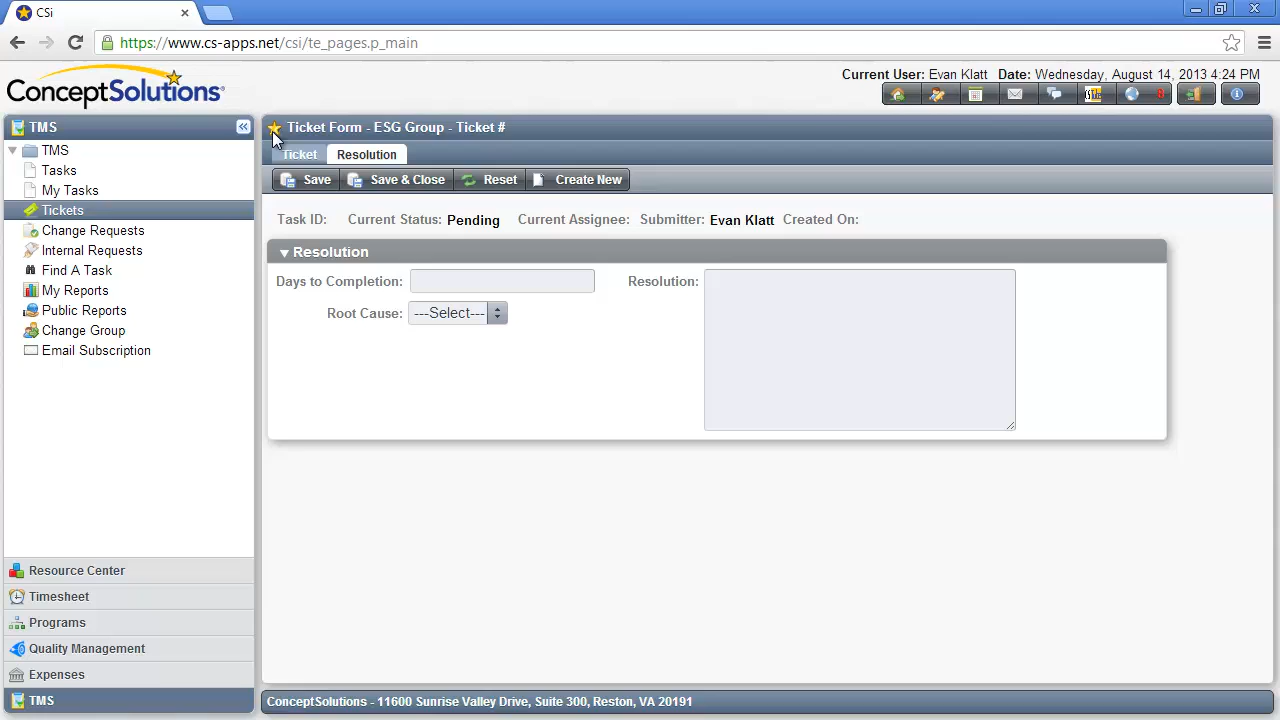 CSi
https://www.cs-apps.net/csi/te_pages.p_main
ConceptSolutions
Current User: Evan Klatt Date: Wednesday, August 14, 2013 4:24 PM
TMS
TMS
Tasks
My Tasks
Tickets
Change Requests
Internal Requests
Find A Task
My Reports
Public Reports
Change Group
Email Subscription
Resource Center
Timesheet
Programs
Quality Management
Expenses
TMS
Ticket Form - ESG Group - Ticket #
Ticket Resolution
Save Save & Close Reset Create New
Task ID: Current Status: Pending Current Assignee: Submitter: Evan Klatt Created On:
Resolution
Days to Completion: Resolution:
Root Cause: ---Select---
ConceptSolutions - 11600 Sunrise Valley Drive, Suite 300, Reston, VA 20191